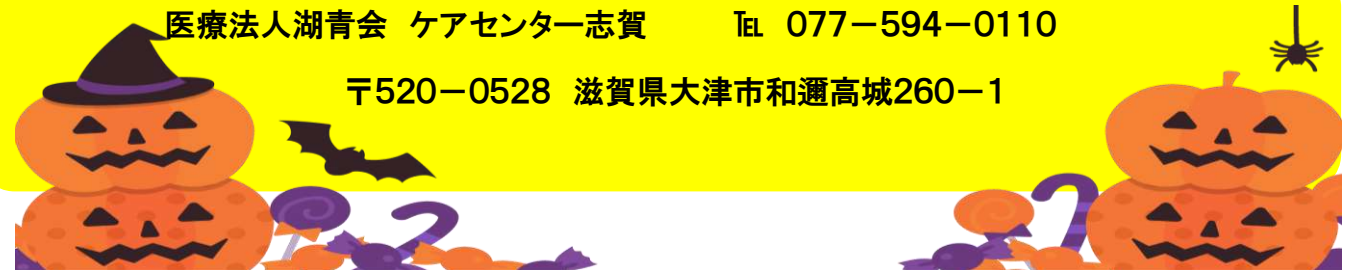 医療法人湖青会 ケアセンター志賀 ℡ 077－594－0110
〒520－0528 滋賀県大津市和邇高城260－1